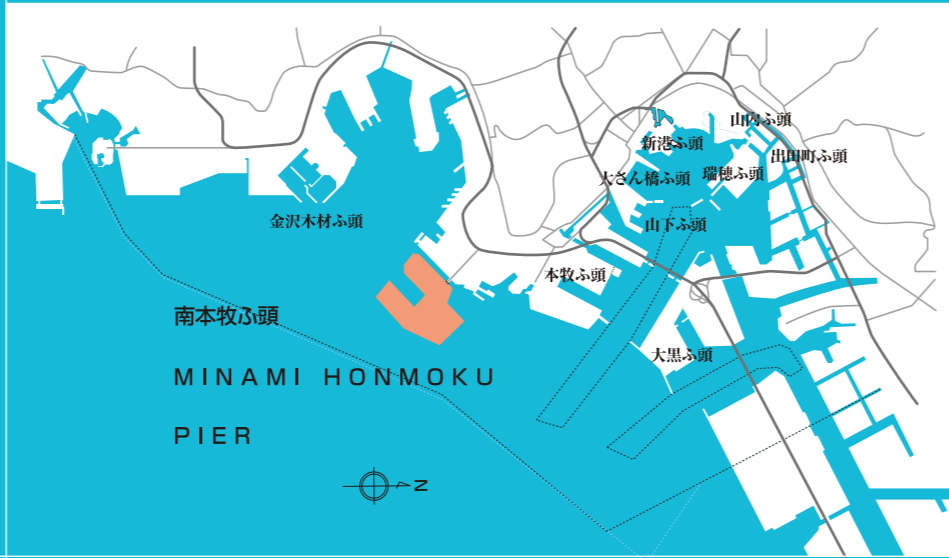 山内ふ頭
新港ふ頭
出田町ふ頭
大さん橋ふ頭
瑞穂ふ頭
金沢木材ふ頭
山下ふ頭
本牧ふ頭
南本牧ふ頭
大黒ふ頭
MINAMI HONMOKU
PIER
N